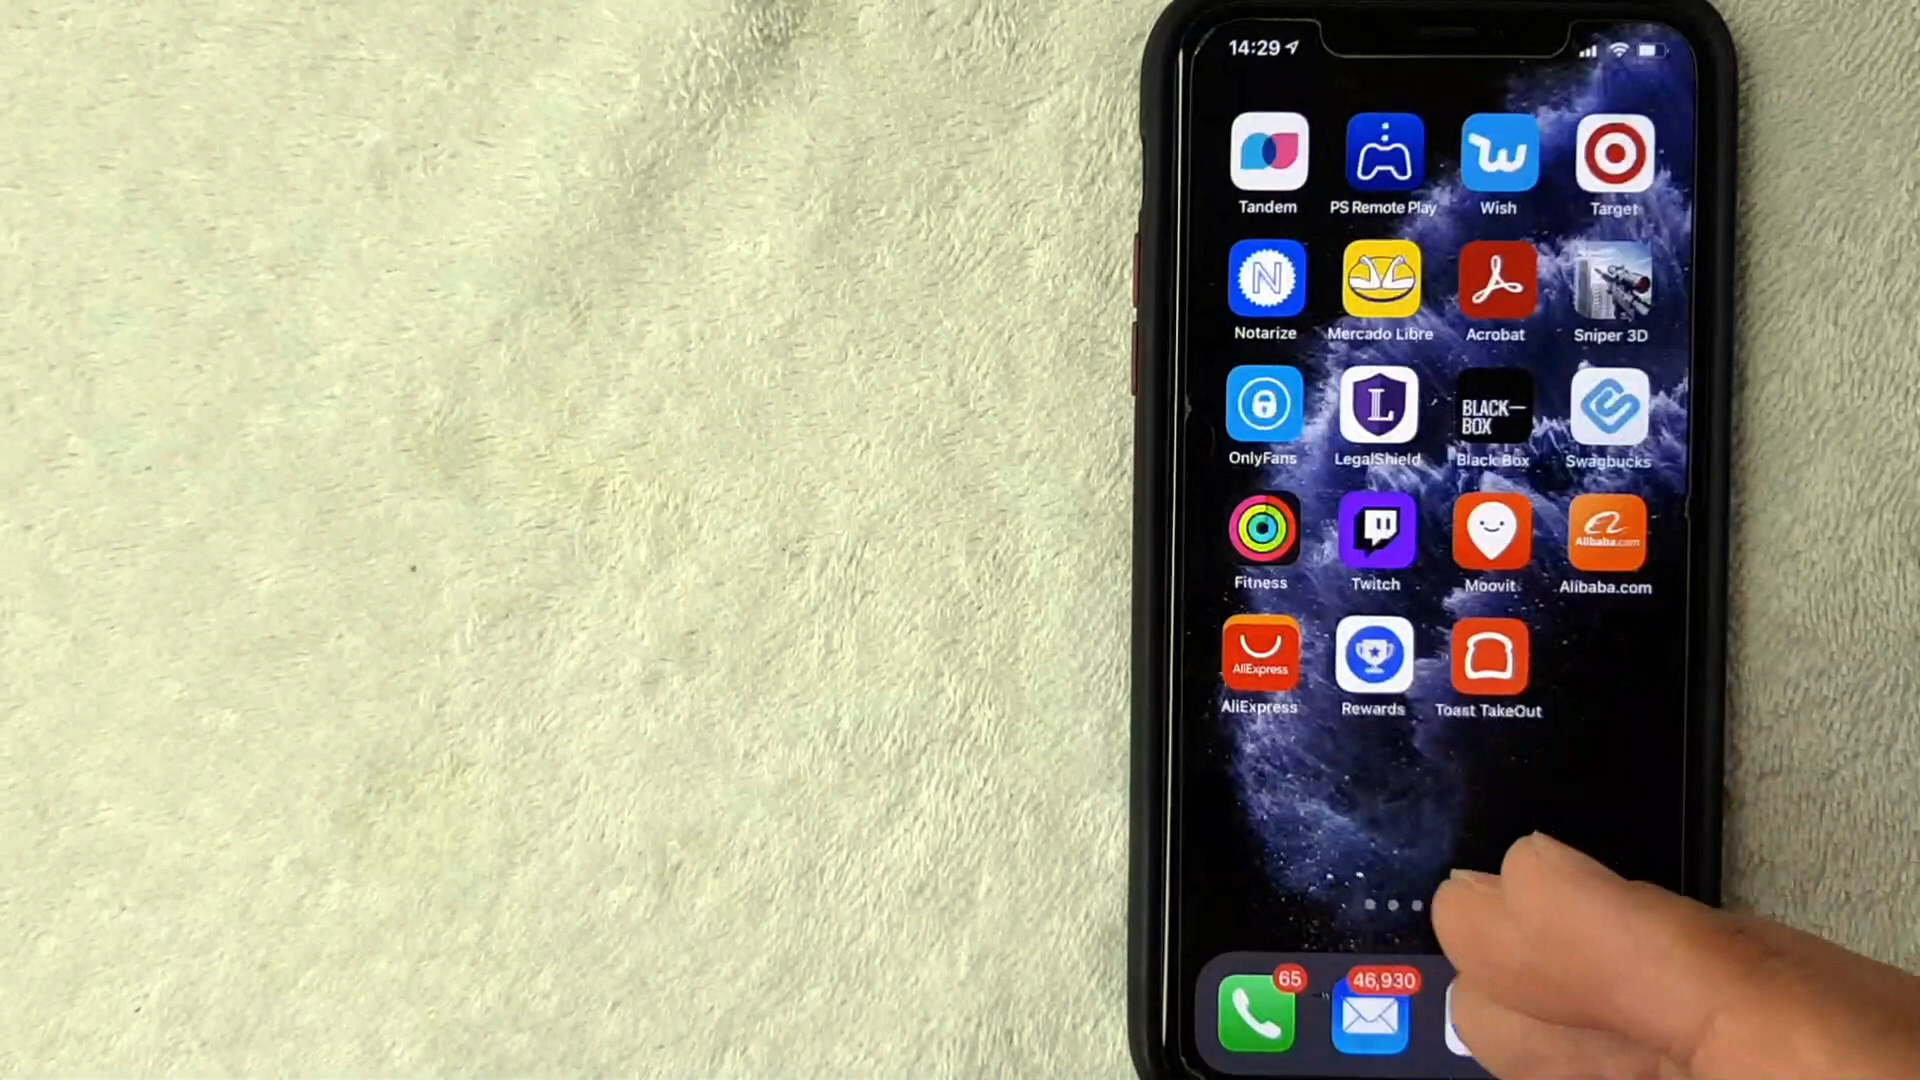 14:29
Tandem PS Remote Play Wish Target
N
Notarize Mercado Libre Acrobat Sniper 3D
L BLACK—
BOX
OnlyFans LegalShield Black Box Swagbucks
Alibaba.com
Fitness Twitch Moovit Alibaba.com
AliExpress
AliExpress Rewards Toast TakeOut
65 46,930